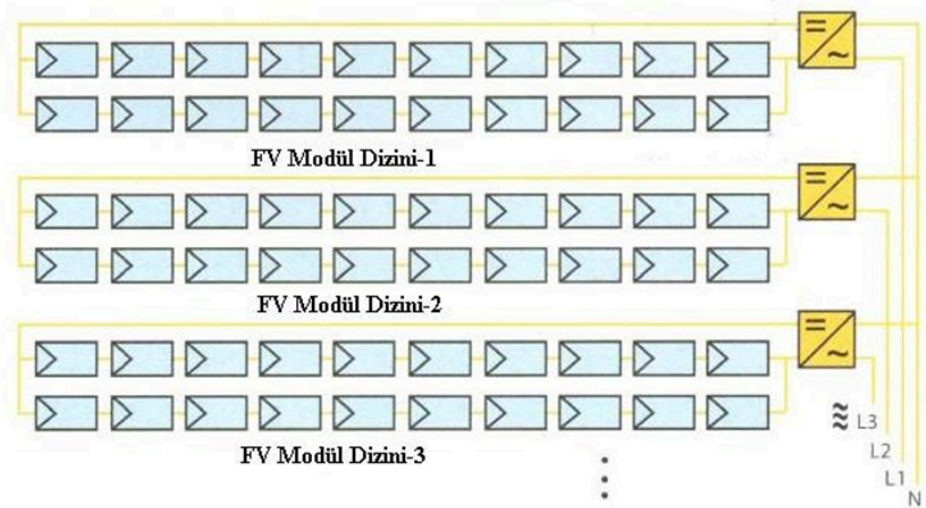 FV Modül Dizini-1
FV Modül Dizini-2
FV Modül Dizini-3
L3
L2
L1
N